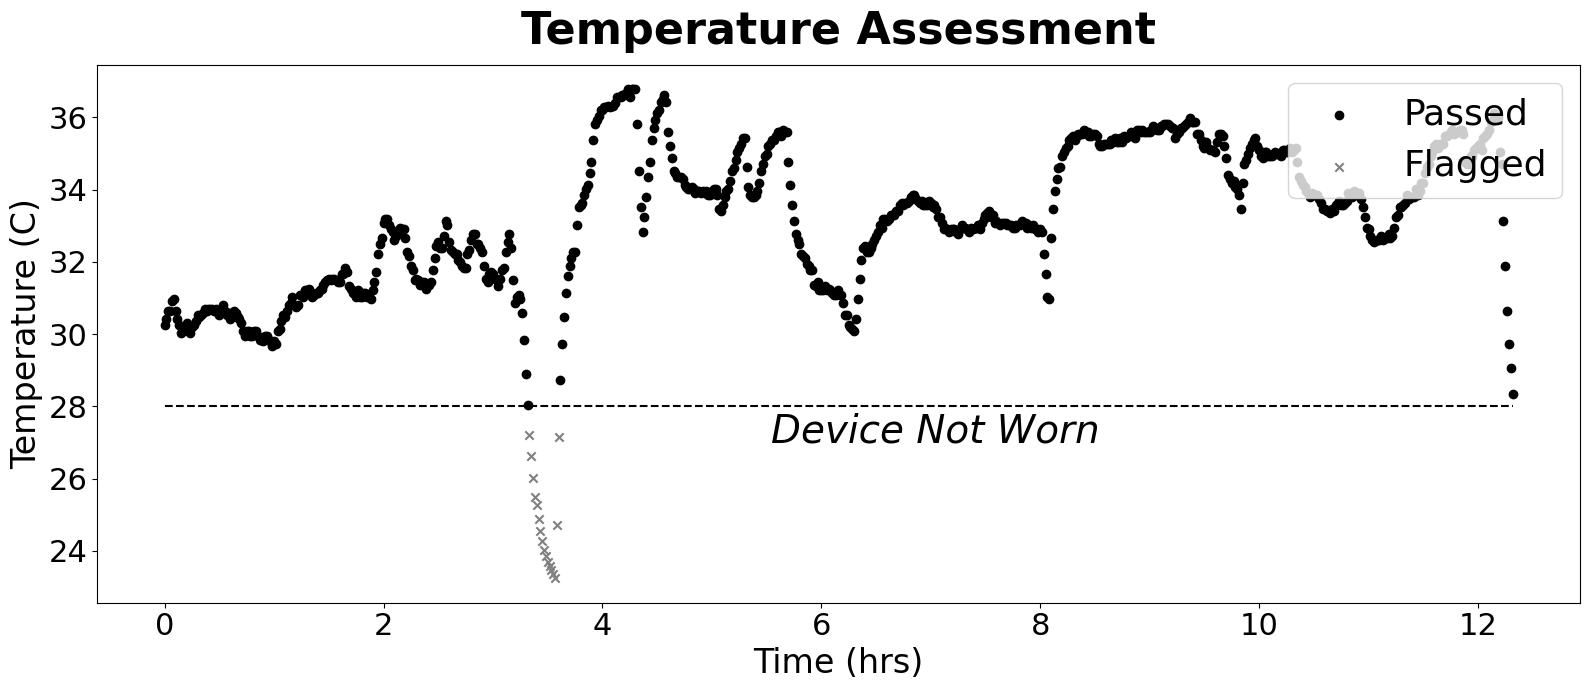 Temperature Assessment
Temperature (C)
36
34
32
30
28
26
24
Passed
Flagged
Device Not Worn
0 2 4 6 8 10 12
Time (hrs)